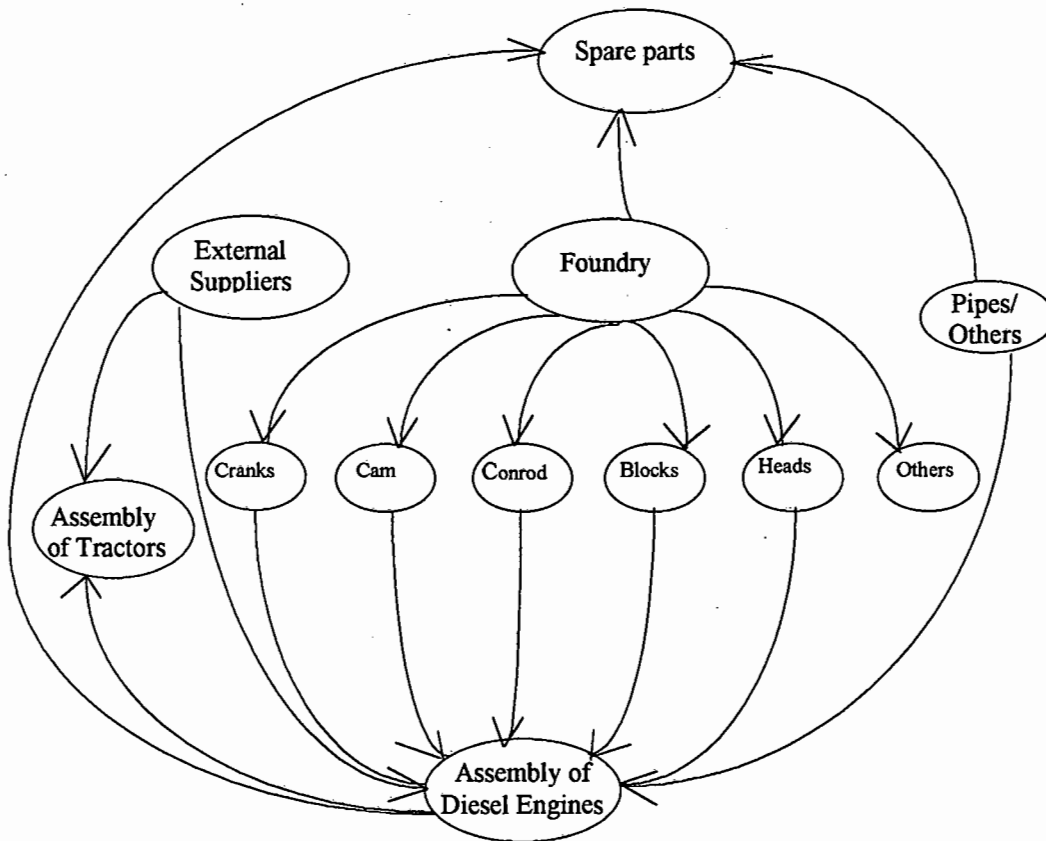 Spare parts
External
Suppliers
Foundry
Pipes/
Others
Cranks
Cam
Conrod
Blocks
Heads
Others
Assembly
of Tractors
Assembly of
Diesel Engines